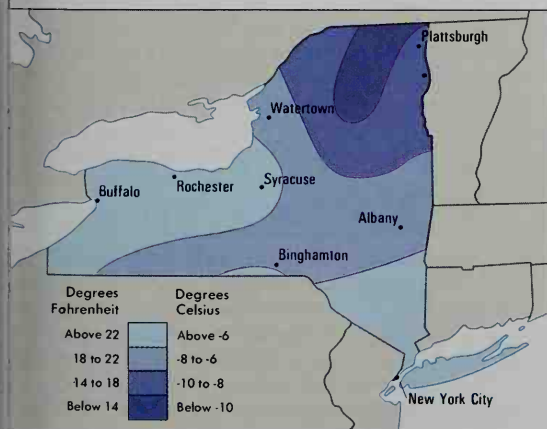 Plattsburgh
Watertown
Syracuse
Rochester
Buffalo
Albany
Binghamton
New York City
Degrees Fahrenheit
Degrees Celsius
Above 22
Above -6
18 to 22
-8 to -6
14 to 18
-10 to -8
Below 14
Below -10